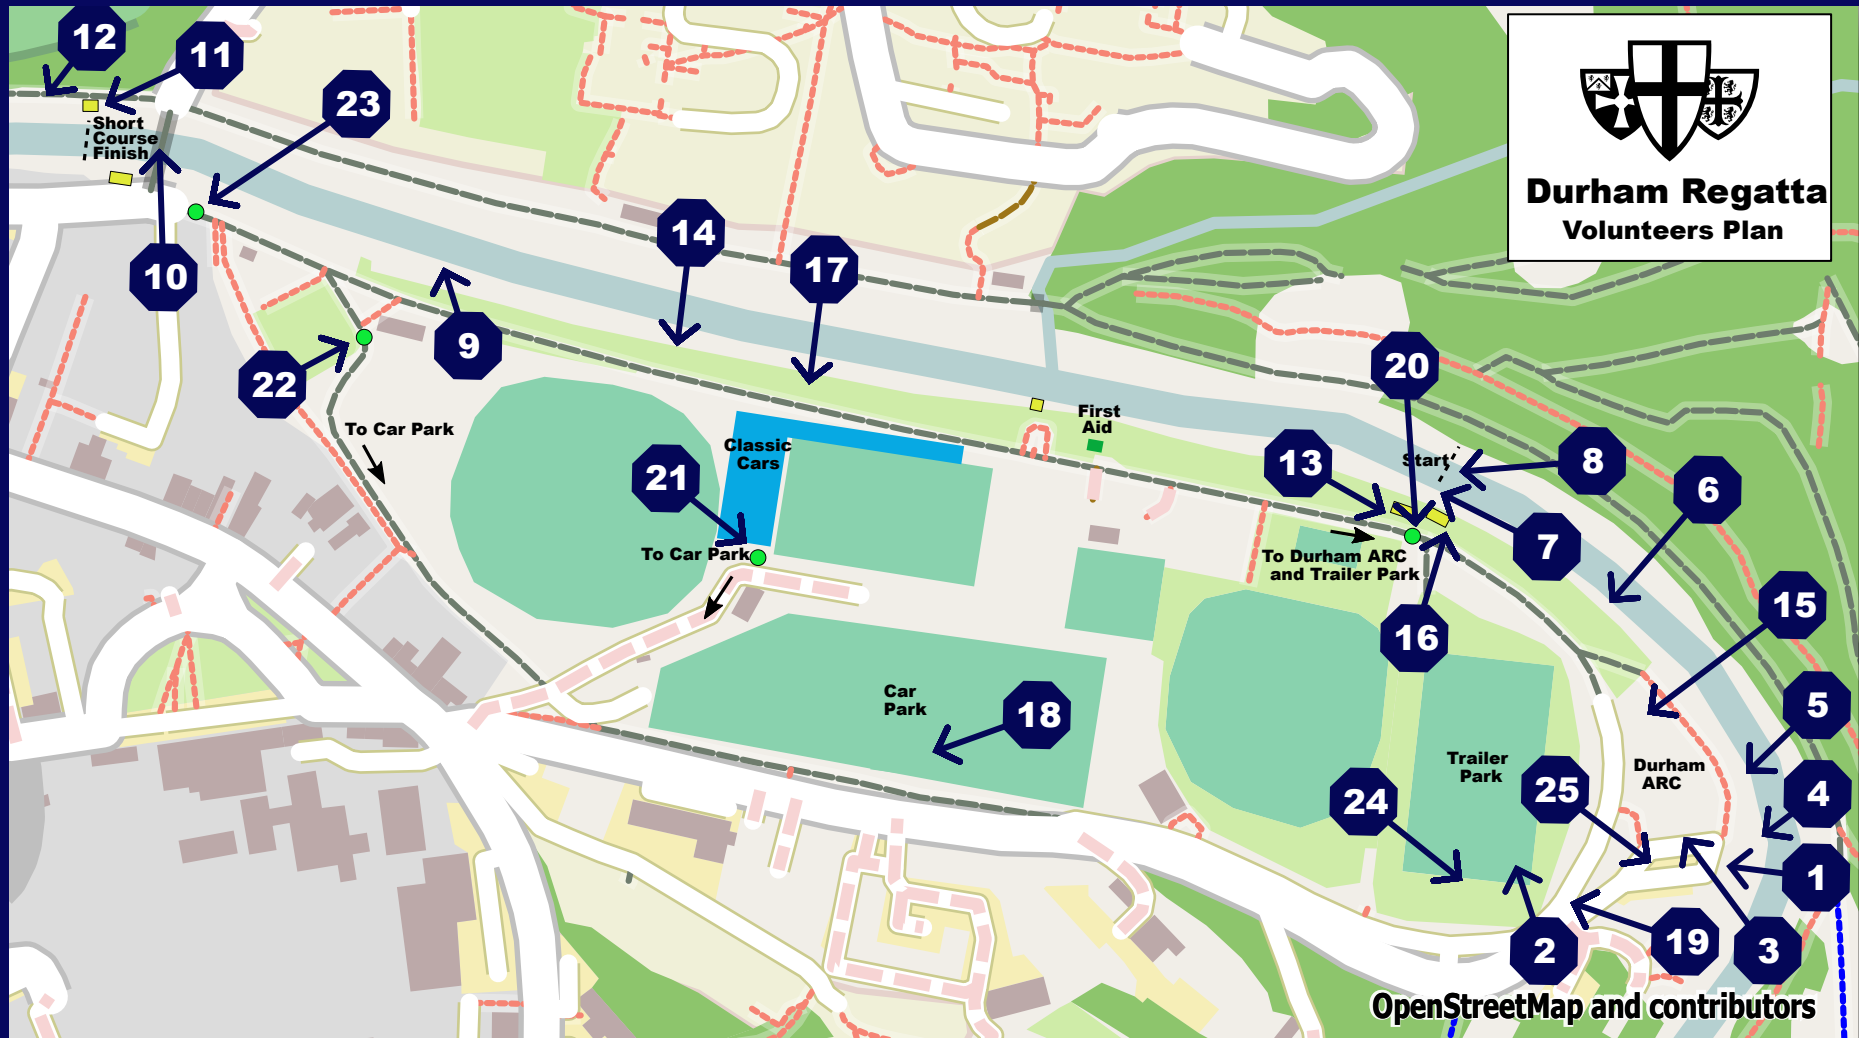 12
11
23
Short
Course
Finish
10
14
17
9
22
20
Durham Regatta
Volunteers Plan
To Car Park
Classic
Cars
21
To Car Park
First
Aid
13
Start
8
6
7
To Durham ARC
and Trailer Park
16
15
5
Car
Park
18
Trailer
Park
Durham
ARC
24
25
4
1
2
19
3
OpenStreetMap and contributors